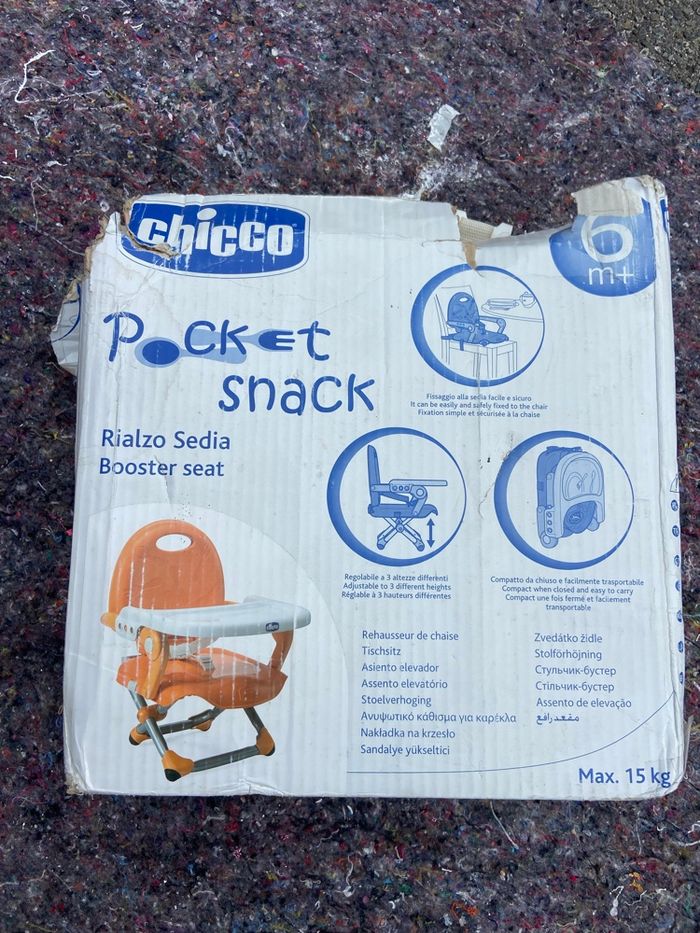 chicco
6
m+
Pocket
snack
Rialzo Sedia
Booster seat
Fissaggio alla sedia facile e sicuro
It can be easily and safely fixed to the chair
Fixation simple et sécurisée à la chaise
Regolabile a 3 altezze differenti
Adjustable to 3 different heights
Réglable à 3 hauteurs différentes
Compatto da chiuso e facilmente trasportabile
Compact when closed and easy to carry
Compact une fois fermé et facilement
transportable
chicco
Rehausseur de chaise
Tischsitz
Asiento elevador
Assento elevatório
Stoelverhoging
Ανυψωτικό κάθισμα για καρέκλα
Nakładka na krzesło
Sandalye yükseltici
Zvedátko židle
Stolförhöjning
Стульчик-бустер
Стільчик-бустер
Assento de elevação
مقعد رافع
Max. 15 kg